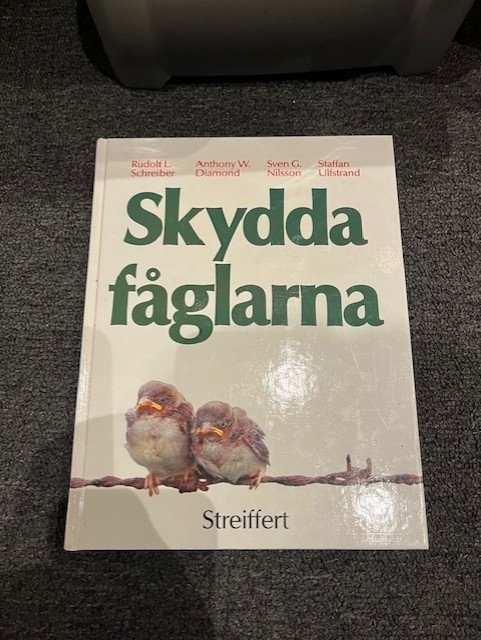 Rudolf L. Anthony W. Sven G. Staffan
Schreiber Diamond Nilsson Ulfstrand
Skydda
fåglarna
Streiffert